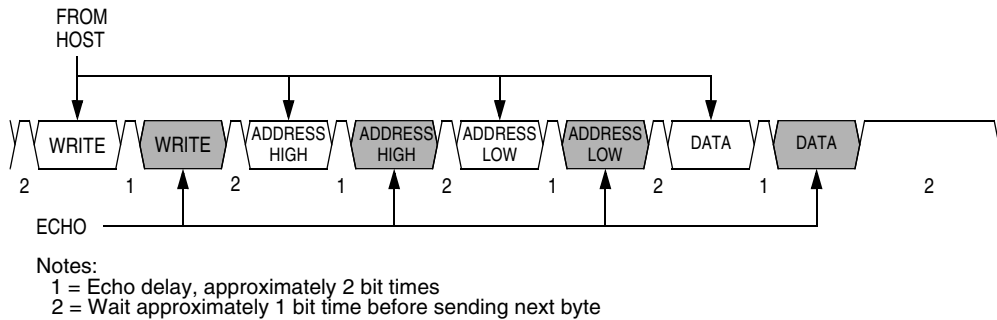 FROM
HOST
WRITE WRITE ADDRESS HIGH ADDRESS HIGH ADDRESS LOW ADDRESS LOW DATA DATA
2 1 2 1 2 1 2 1 2
ECHO
Notes:
1 = Echo delay, approximately 2 bit times
2 = Wait approximately 1 bit time before sending next byte